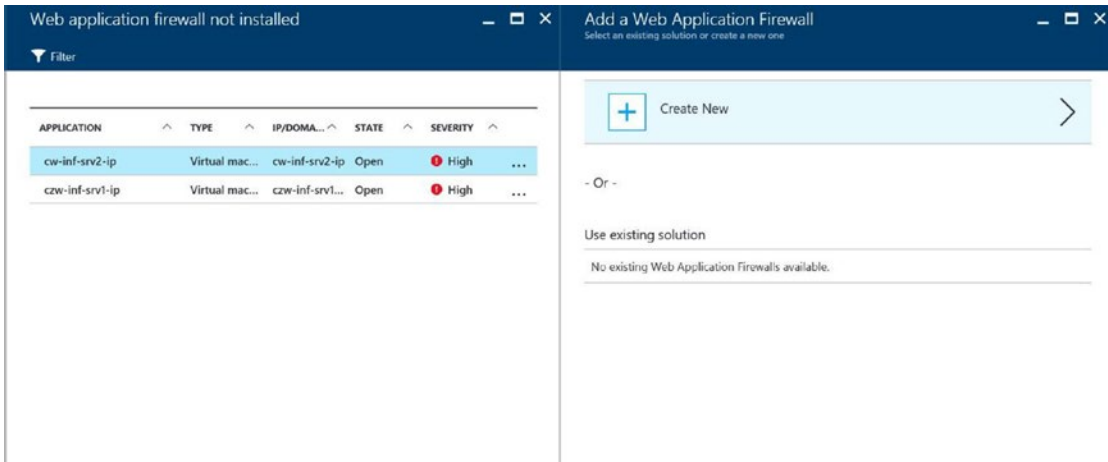 Web application firewall not installed
Filter
APPLICATION TYPE IP/DOMA... STATE SEVERITY
cw-inf-srv2-ip Virtual mac... cw-inf-srv2-ip Open High ...
czw-inf-srv1-ip Virtual mac... czw-inf-srv1... Open High ...
Add a Web Application Firewall
Select an existing solution or create a new one
Create New
- Or -
Use existing solution
No existing Web Application Firewalls available.